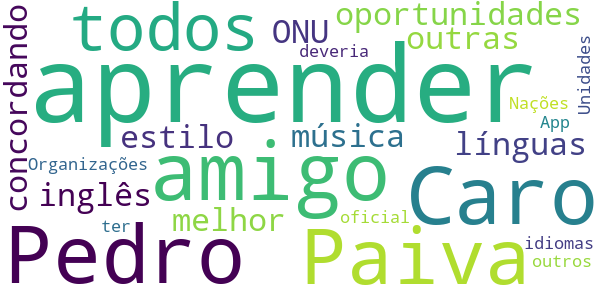 concordando
todos
ONU
oportunidades
deveria
outras
aprender
Unidades
Nações
App
estilo
música
línguas
Organizações
amigo
Caro
inglês
melhor
oficial
ter
Pedro
Paiva
idiomas
outros